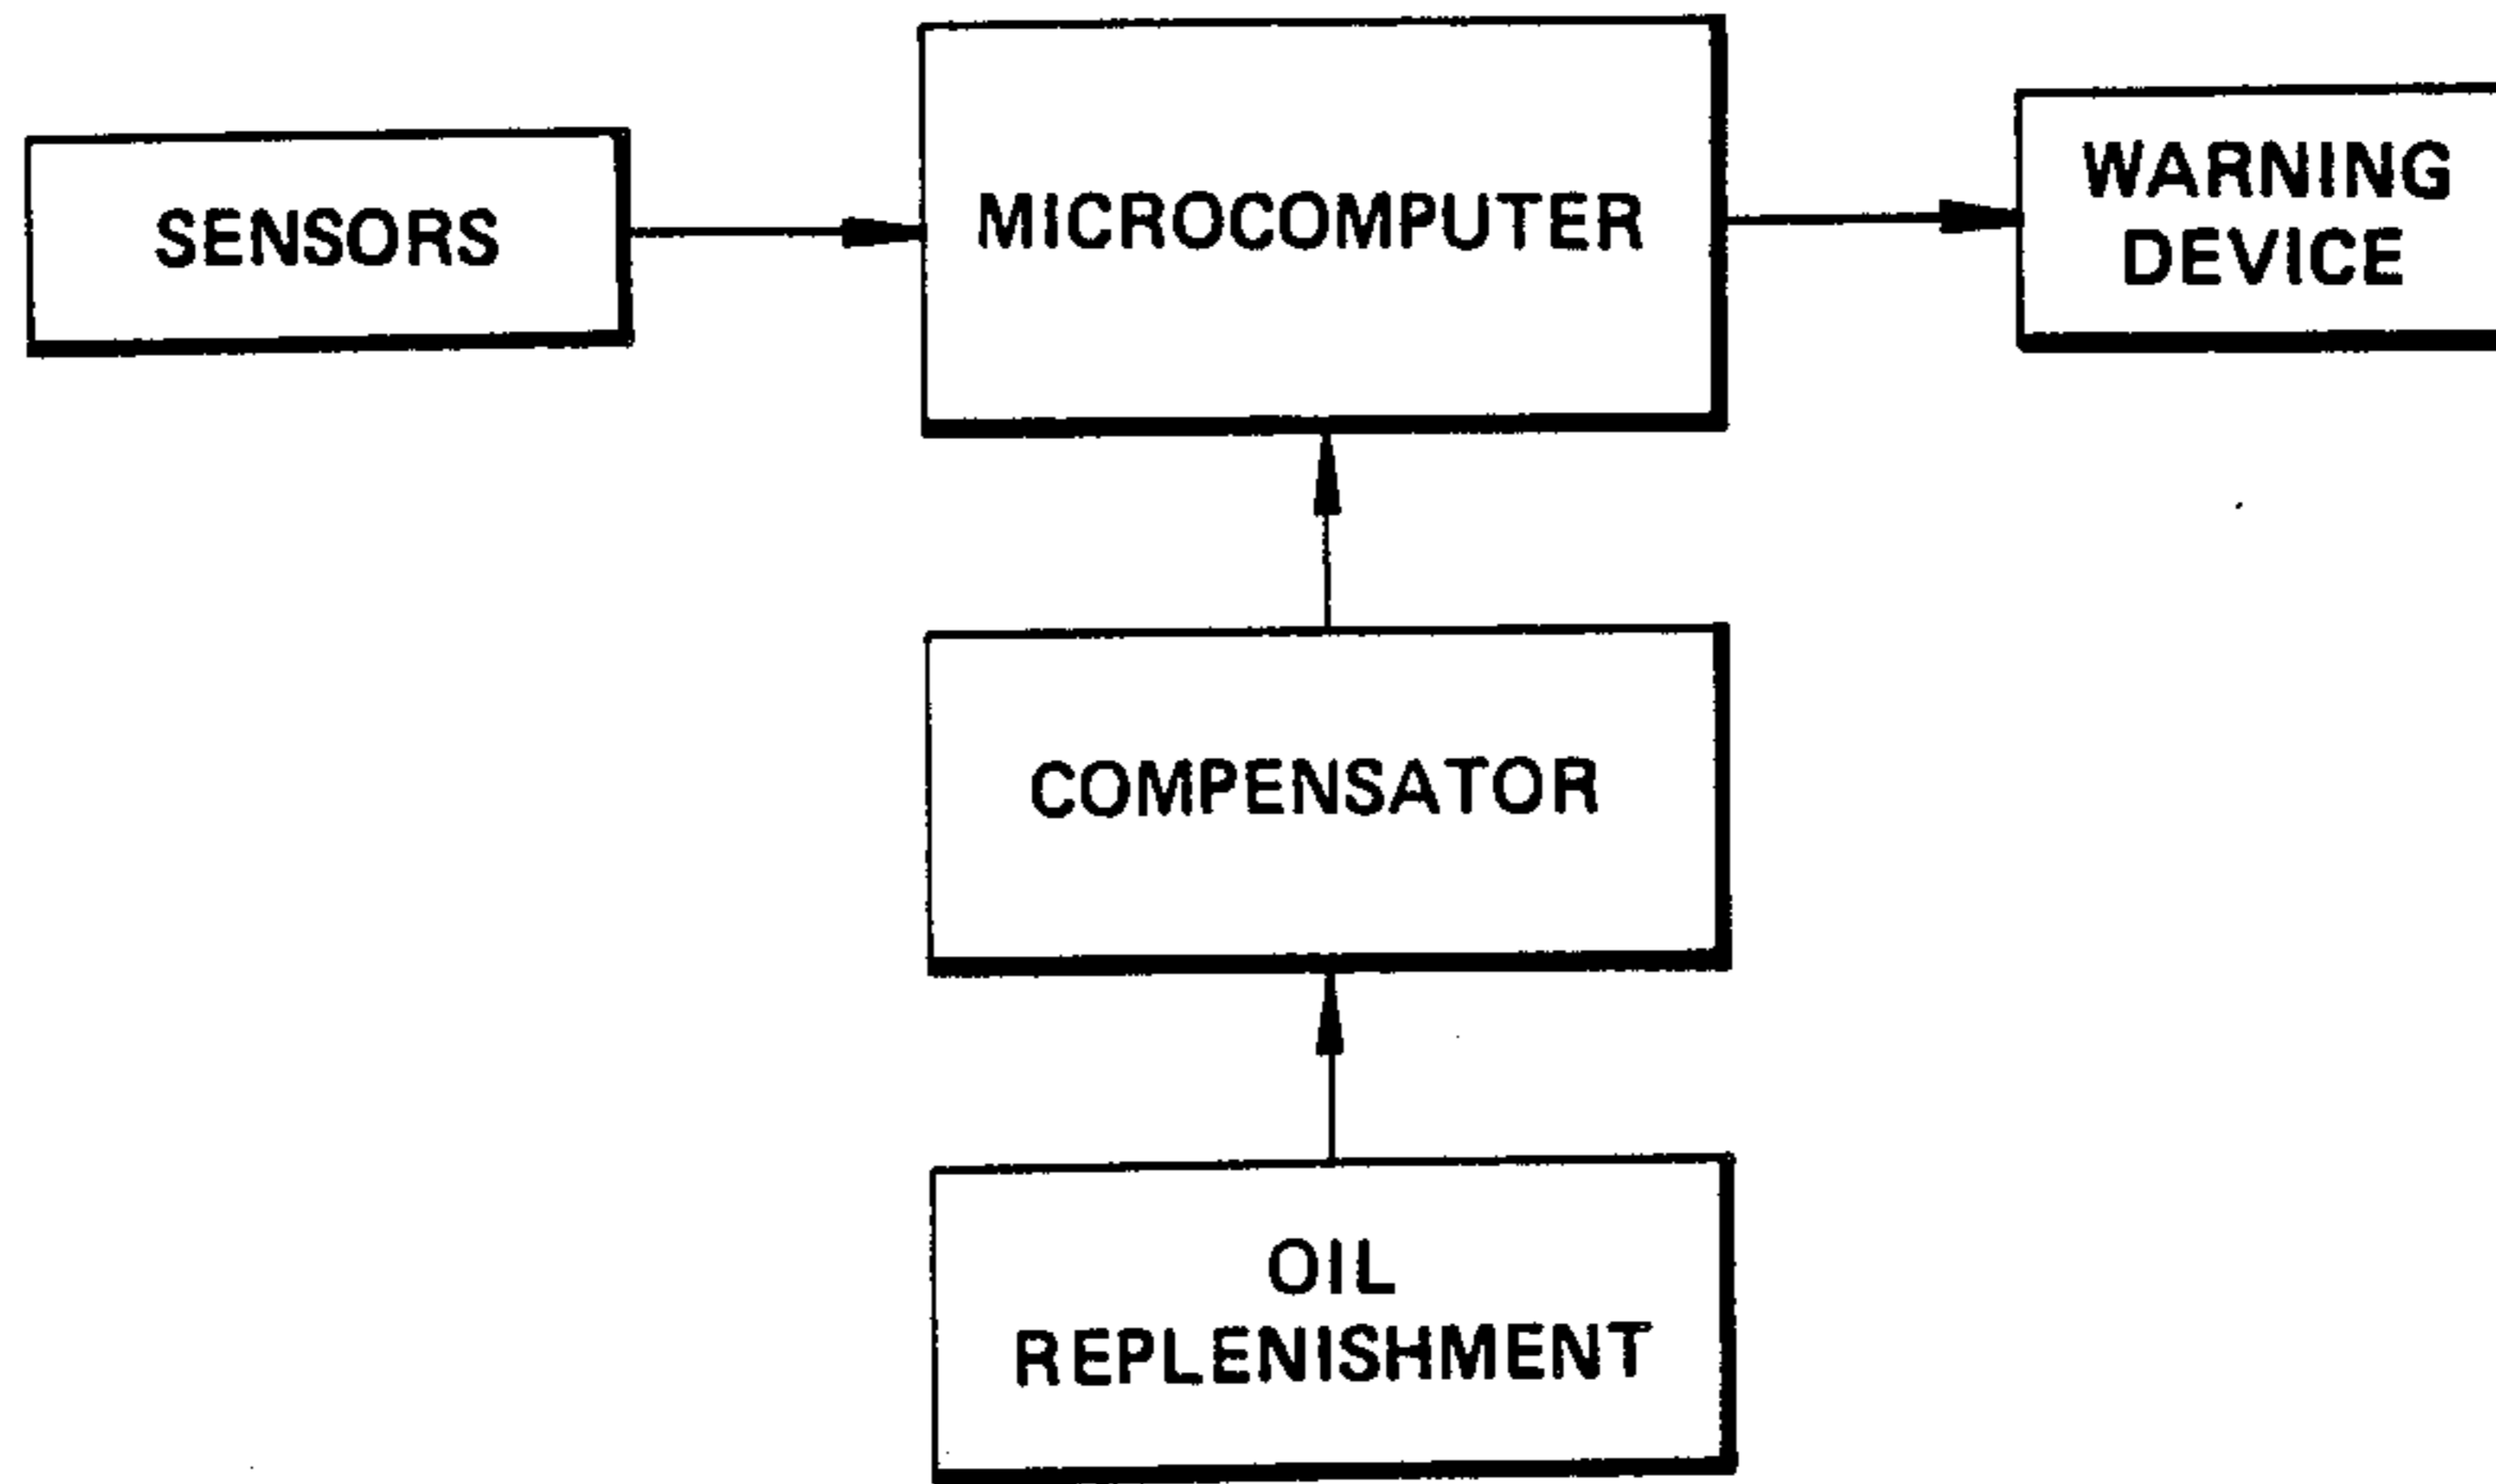 SENSORS
MICROCOMPUTER
WARNING
DEVICE
COMPENSATOR
OIL
REPLENISHMENT